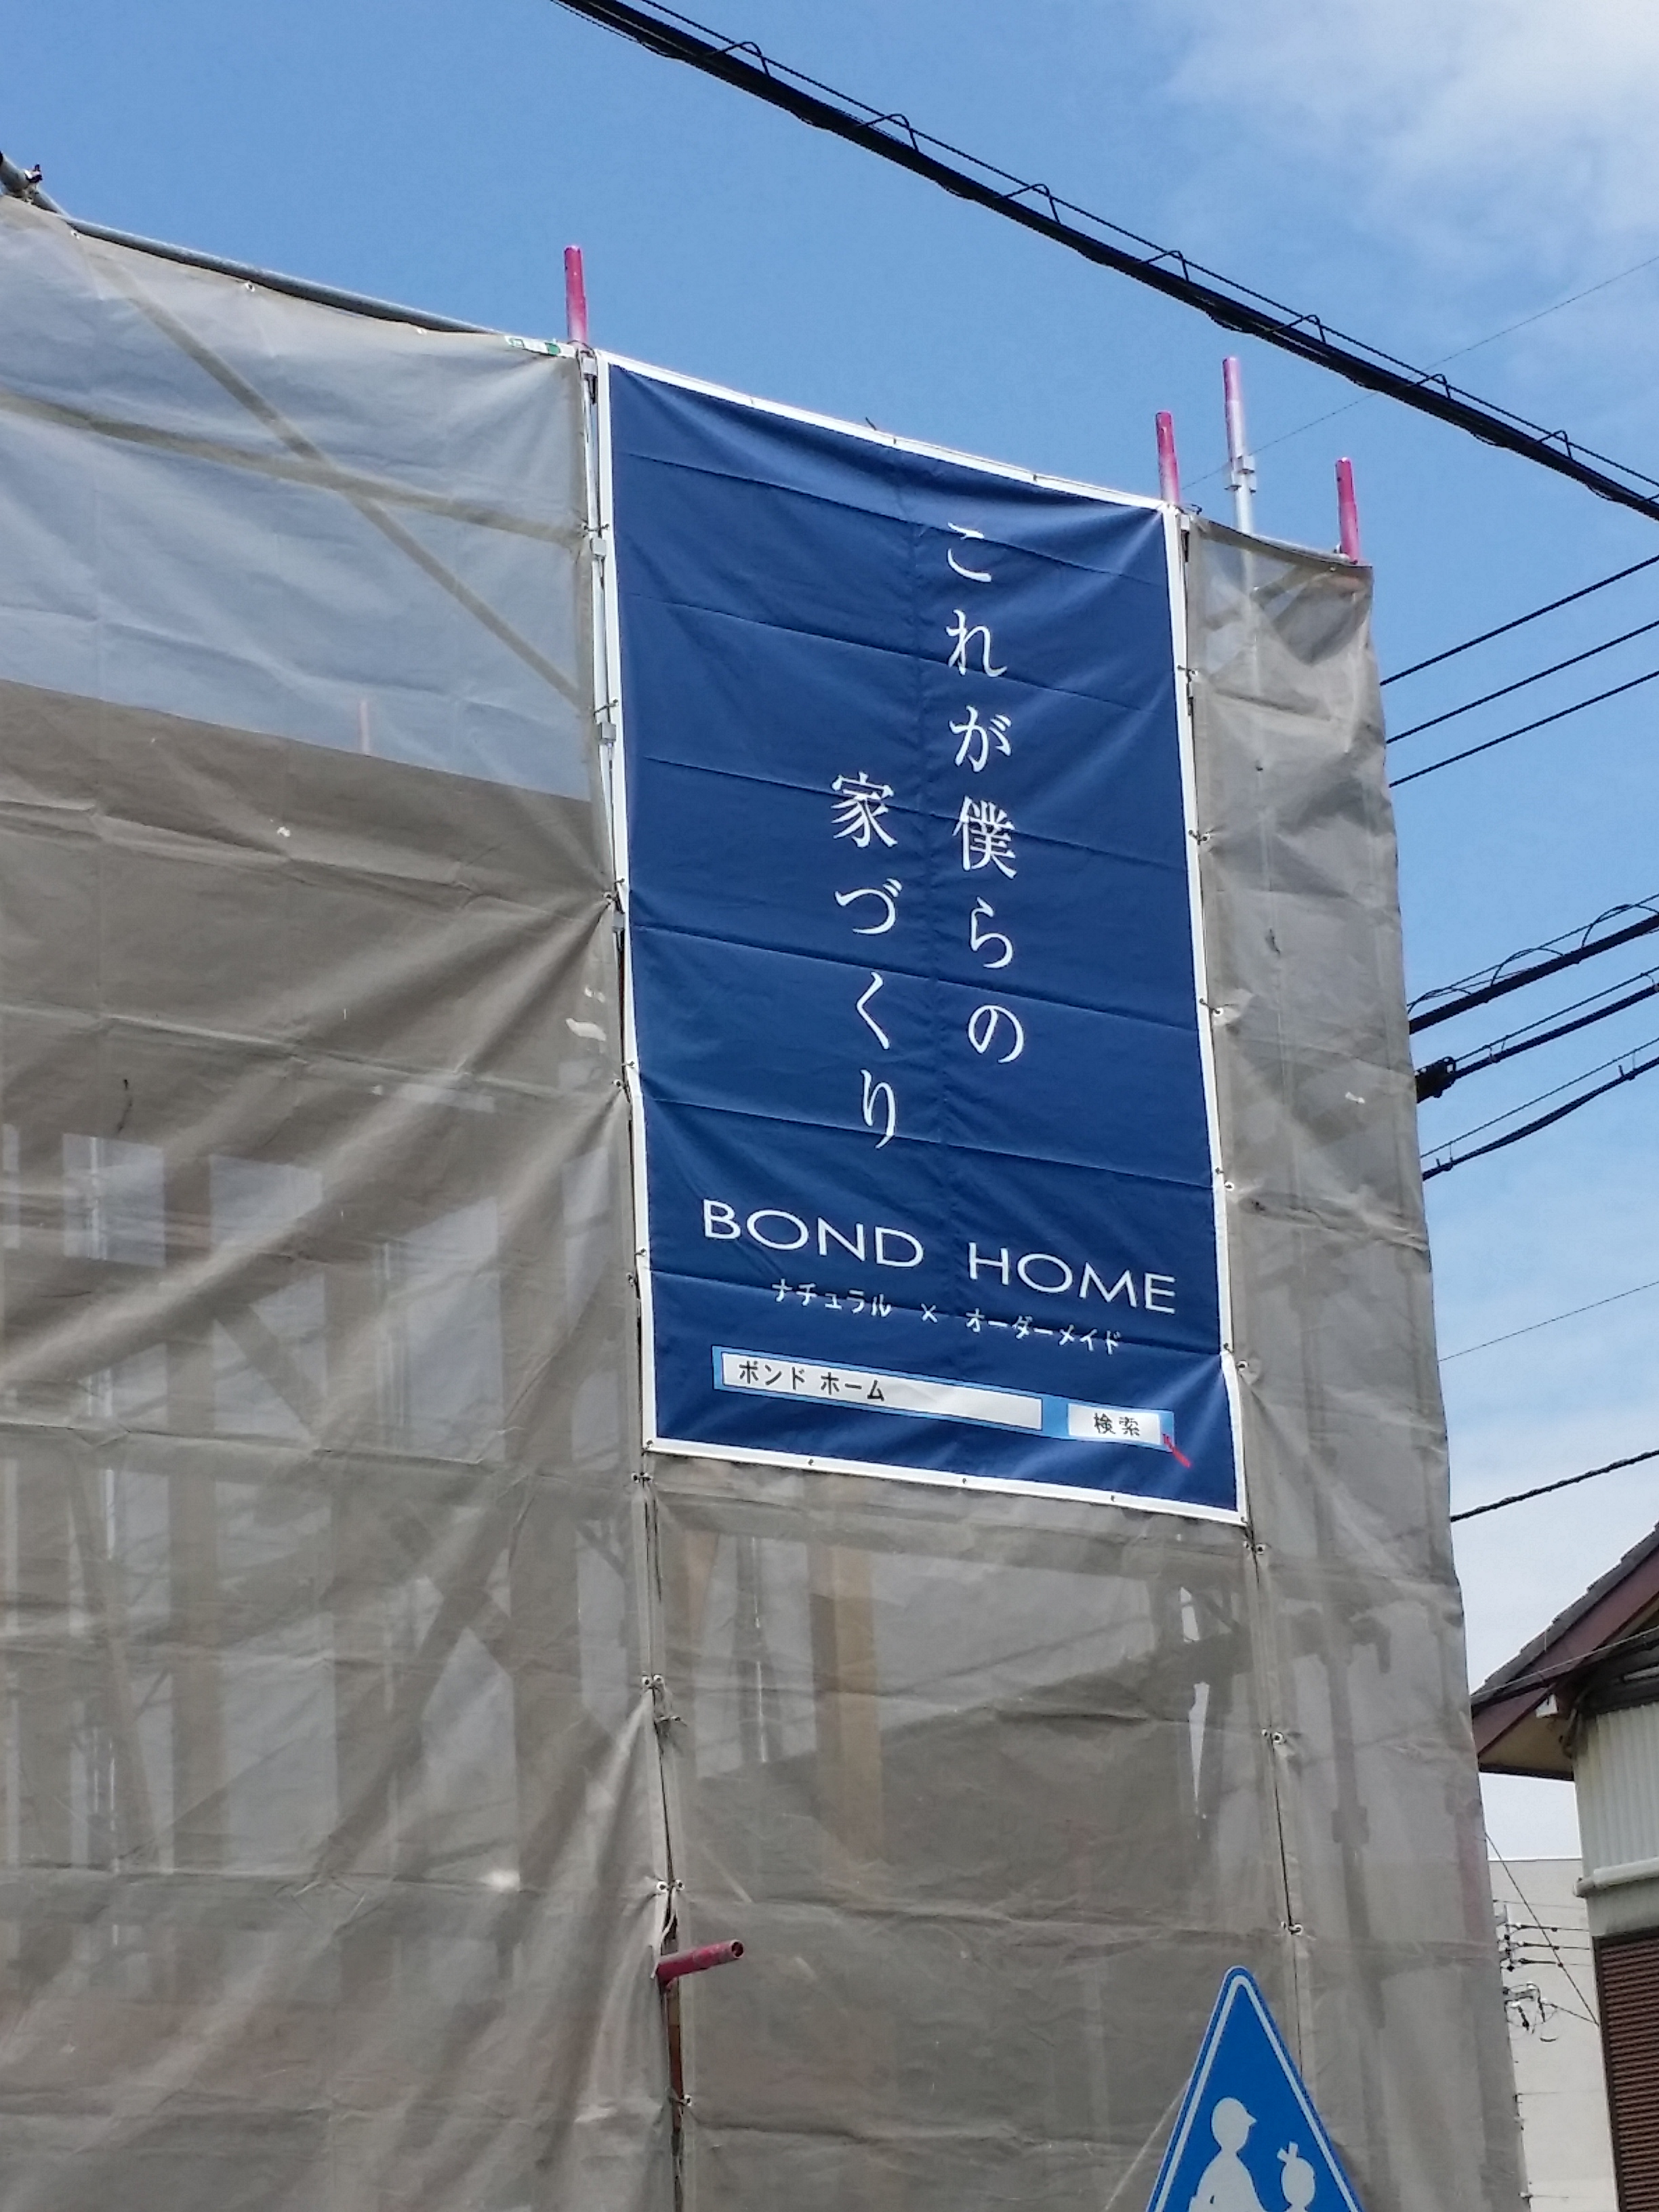 これが僕らの
家づくり
BOND HOME
ナチュラル × オーダーメイド
ボンド ホーム
検索